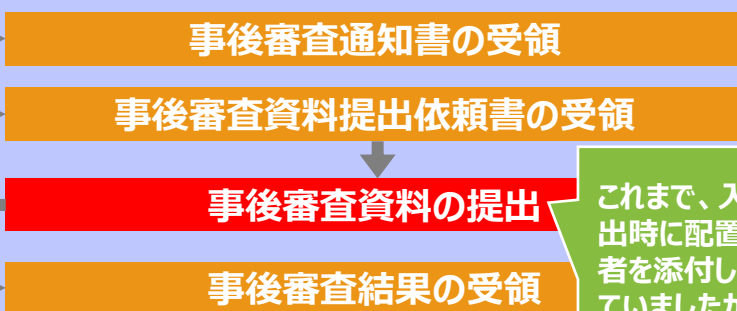 事後審査通知書の受領
事後審査資料提出依頼書の受領
事後審査資料の提出
これまで、入
出時に配置
者を添付し
ていましたが
事後審査結果の受領